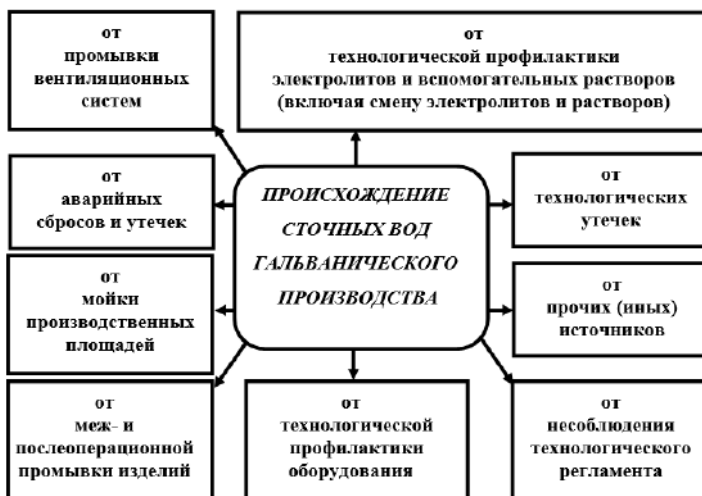 от
промывки
вентиляционных
систем
от
технологической профилактики
электролитов и вспомогательных растворов
(включая смену электролитов и растворов)
от
аварийных
сбросов и утечек
ПРОИСХОЖДЕНИЕ
СТОЧНЫХ ВОД
ГАЛЬВАНИЧЕСКОГО
ПРОИЗВОДСТВА
от
технологических
утечек
от
мойки
производственных
площадей
от
прочих (иных)
источников
от
меж- и
послеоперационной
промывки изделий
от
технологической
профилактики
оборудования
от
несоблюдения
технологического
регламента